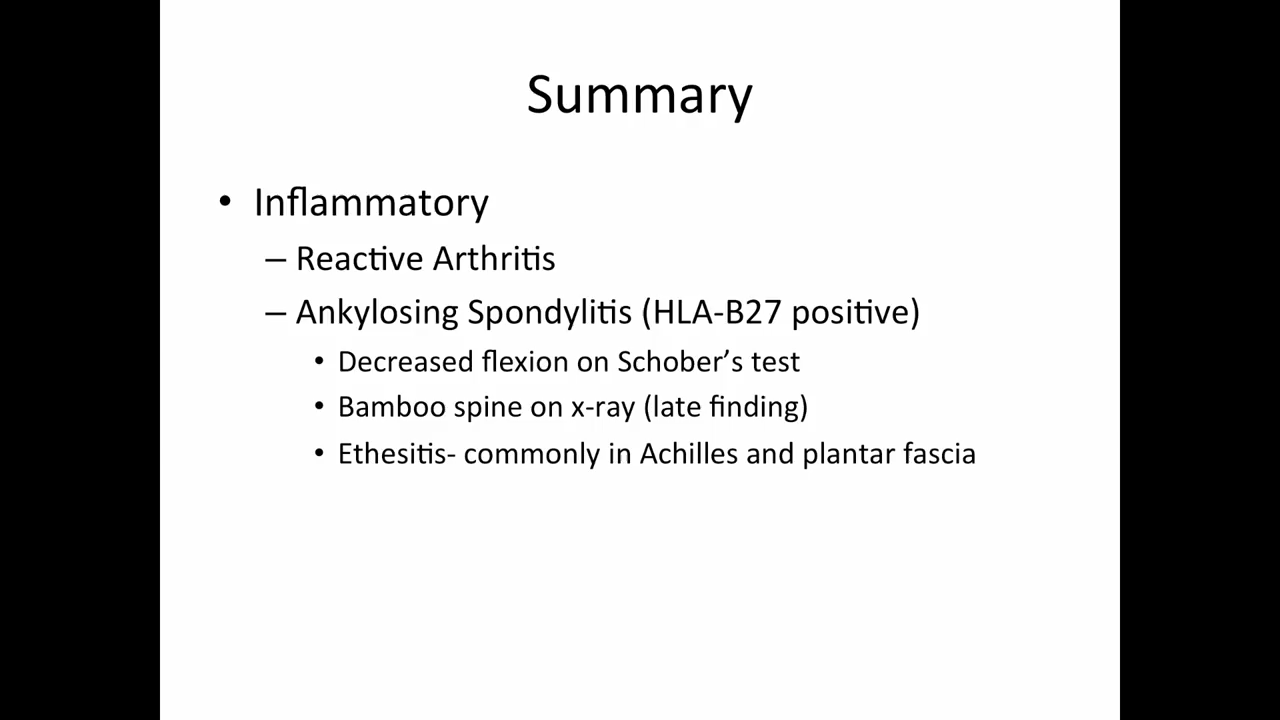 Summary
• Inflammatory
– Reactive Arthritis
– Ankylosing Spondylitis (HLA-B27 positive)
• Decreased flexion on Schober’s test
• Bamboo spine on x-ray (late finding)
• Ethesitis- commonly in Achilles and plantar fascia